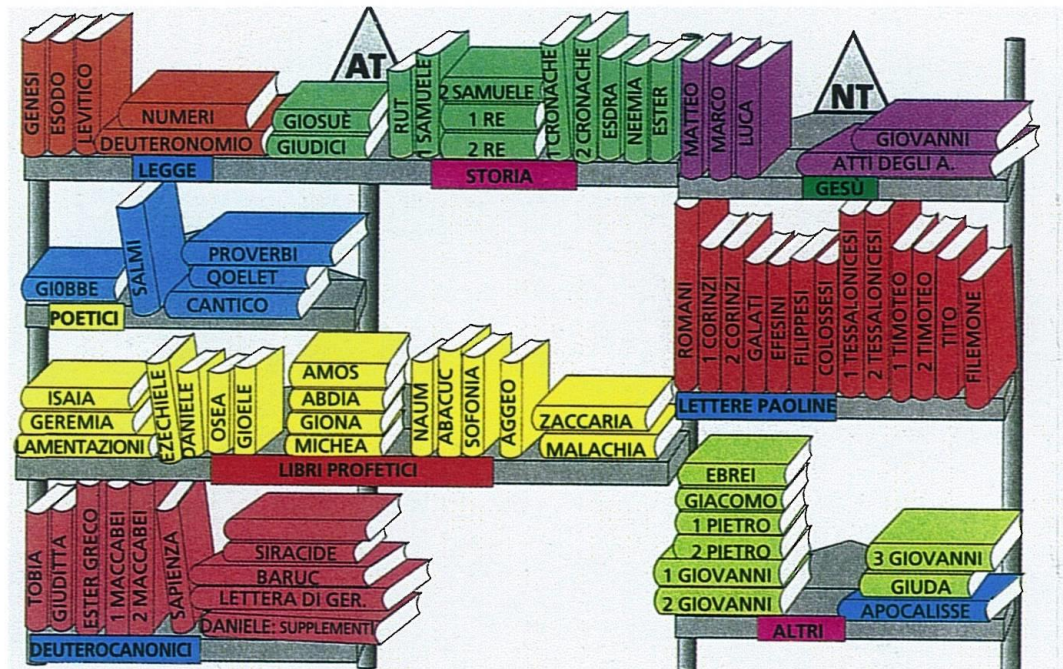 GENESI
ESODO
LEVITICO
NUMERI
DEUTERONOMIO
AT
GIOSUÈ
GIUDICI
RUT
1 SAMUELE
2 SAMUELE
1 RE
2 RE
1 CRONACHE
2 CRONACHE
ESDRA
NEEMIA
ESTER
LEGGE
STORIA
MATTEO
MARCO
LUCA
NT
GIOVANNI
ATTI DEGLI A.
GESÙ
GIOBBE
SALMI
PROVERBI
QOELET
CANTICO
POETICI
ROMANI
1 CORINZI
2 CORINZI
GALATI
EFESINI
FILIPPESI
COLOSSESI
1 TESSALONICESI
2 TESSALONICESI
1 TIMOTEO
2 TIMOTEO
TITO
FILEMONE
LETTERE PAOLINE
ISAIA
GEREMIA
LAMENTAZIONI
EZECHIELE
DANIELE
OSEA
GIOELE
AMOS
ABDIA
GIONA
MICHEA
NAUM
ABACUC
SOFONIA
AGGEO
ZACCARIA
MALACHIA
LIBRI PROFETICI
TOBIA
GIUDITTA
ESTER GRECO
1 MACCABEI
2 MACCABEI
SAPIENZA
SIRACIDE
BARUC
LETTERA DI GER.
DANIELE: SUPPLEMENTI
DEUTEROCANONICI
EBREI
GIACOMO
1 PIETRO
2 PIETRO
1 GIOVANNI
2 GIOVANNI
3 GIOVANNI
GIUDA
APOCALISSE
ALTRI